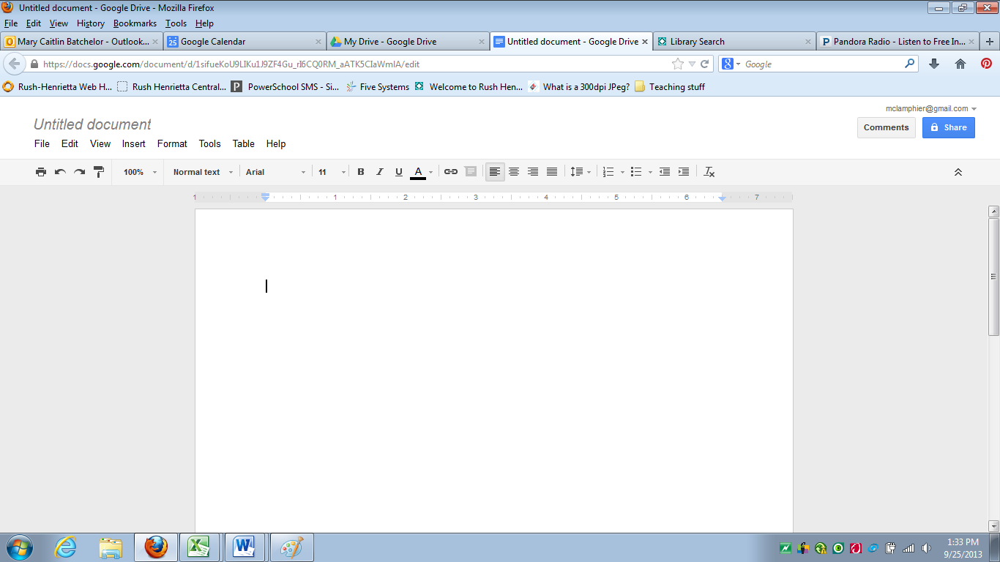 Untitled document - Google Drive - Mozilla Firefox
File Edit View History Bookmarks Tools Help
Mary Caitlin Batchelor - Outlook... Google Calendar My Drive - Google Drive Untitled document - Google Drive Library Search Pandora Radio - Listen to Free In...
https://docs.google.com/document/d/1sifueKoU9LIKu1J9ZF4Gu_rI6CQ0RM_aATK5CIaWmIA/edit Google
Rush-Henrietta Web H... Rush Henrietta Central... PowerSchool SMS - Si... Five Systems Welcome to Rush Hen... What is a 300dpi JPeg? Teaching stuff
mclamphier@gmail.com
Untitled document
Comments Share
File Edit View Insert Format Tools Table Help
100% Normal text Arial 11 B I U A
1 1 2 3 4 5 6 7
1:33 PM
9/25/2013